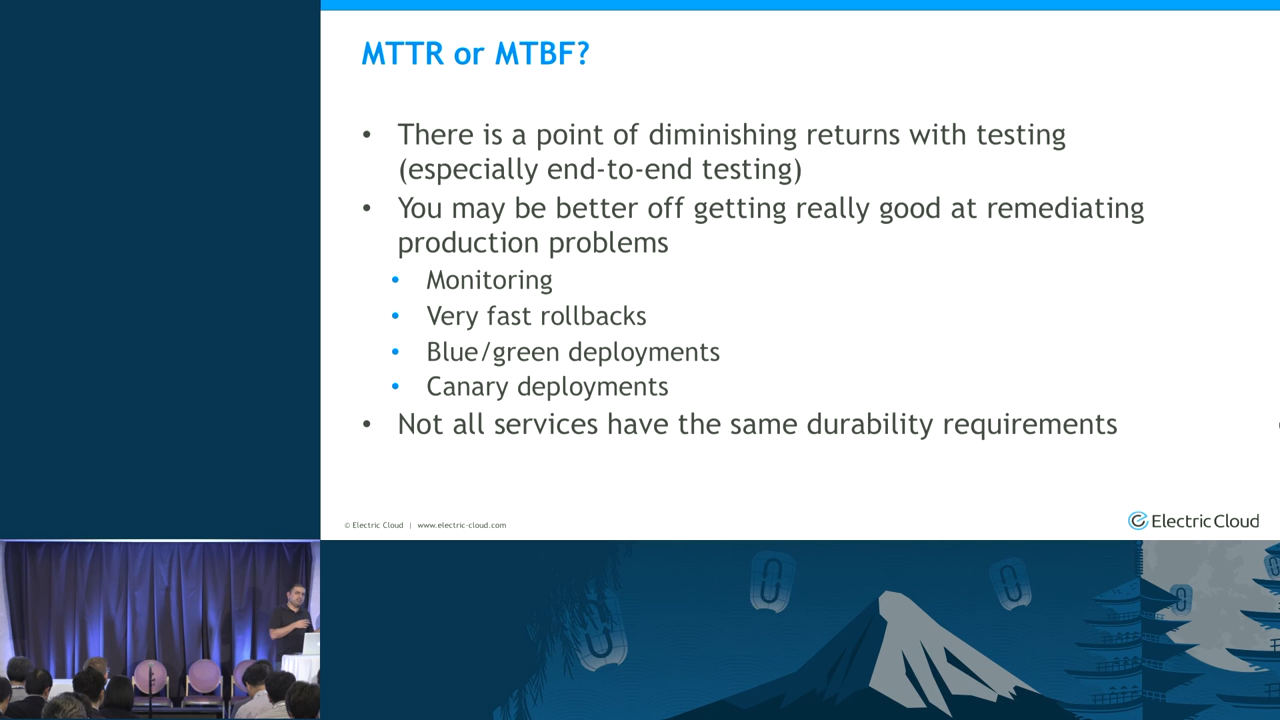 MTTR or MTBF?
• There is a point of diminishing returns with testing
(especially end-to-end testing)
• You may be better off getting really good at remediating
production problems
• Monitoring
• Very fast rollbacks
• Blue/green deployments
• Canary deployments
• Not all services have the same durability requirements
© Electric Cloud | www.electric-cloud.com
Electric Cloud